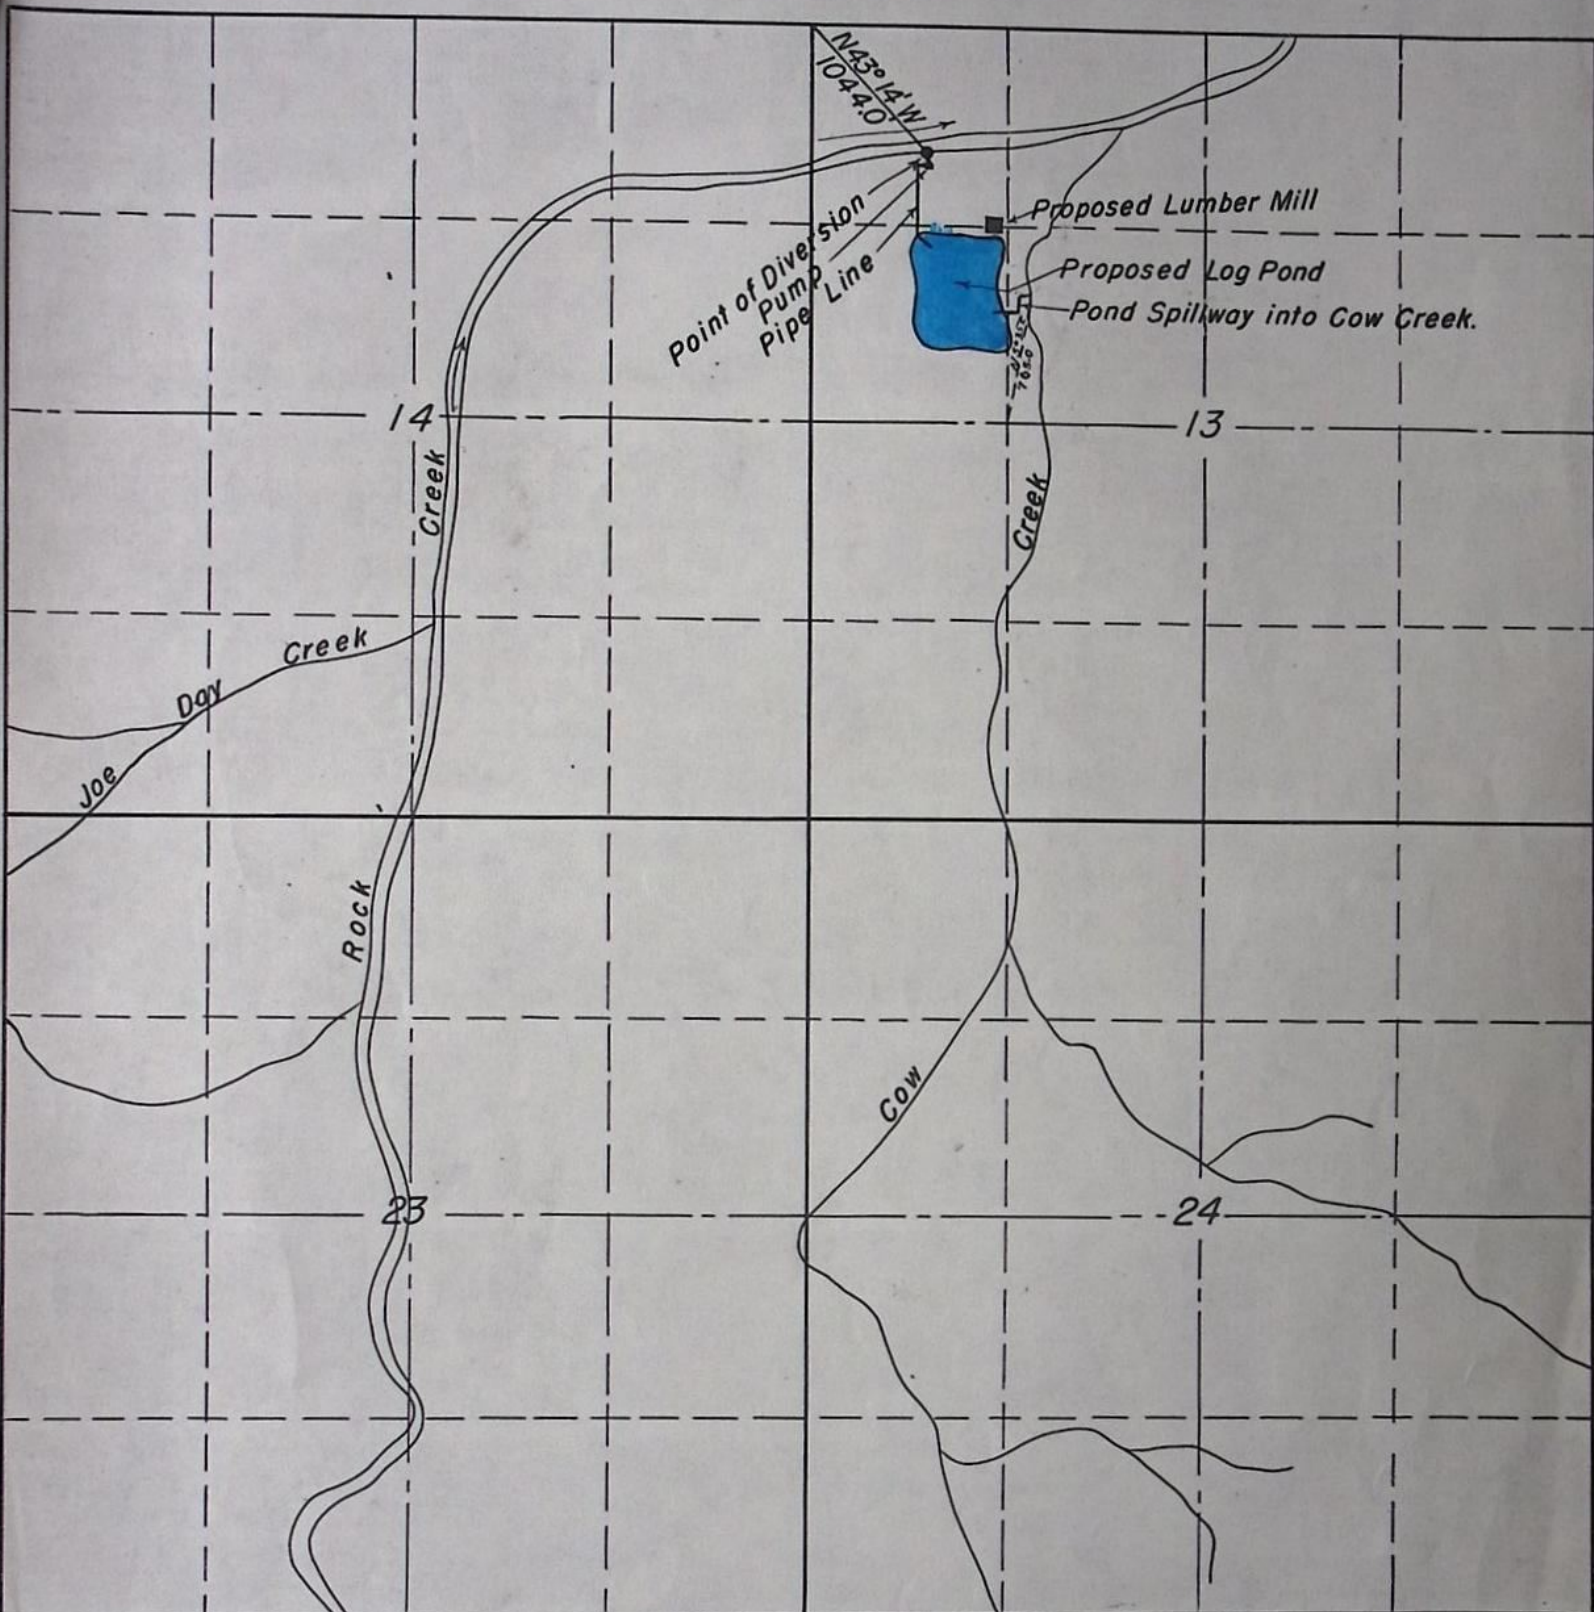 N43°14'W
1044.0'
Proposed Lumber Mill
Point of Diversion
Pump
Pipe Line
Proposed Log Pond
Pond Spillway into Cow Creek.
14
13
Creek
Creek
Joe Day Creek
Rock
Cow
23
24